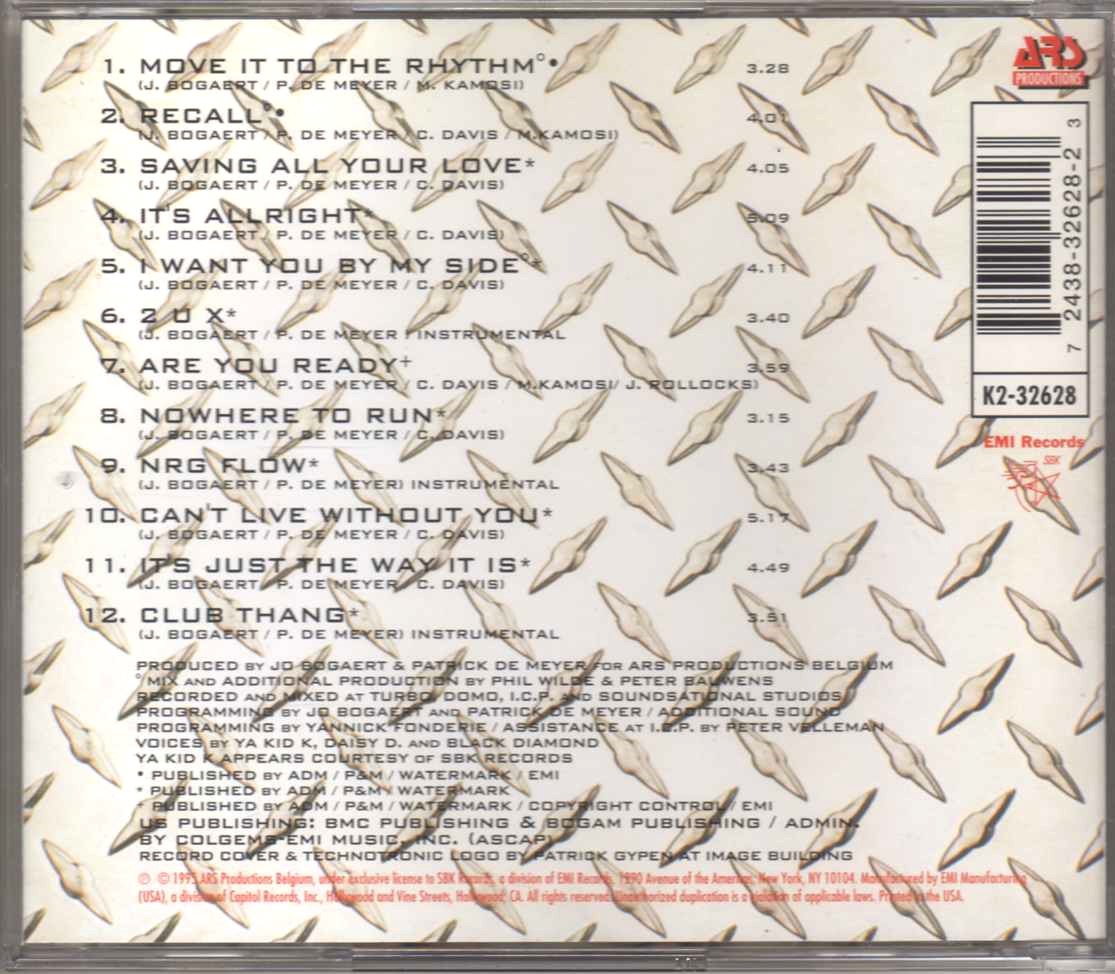 1. MOVE IT TO THE RHYTHM°• 3.28
(J. BOGAERT / P. DE MEYER / M. KAMOSI)
2. RECALL°• 4.01
(J. BOGAERT / P. DE MEYER / C. DAVIS / M.KAMOSI)
3. SAVING ALL YOUR LOVE* 4.05
(J. BOGAERT / P. DE MEYER / C. DAVIS)
4. IT'S ALLRIGHT* 5.09
(J. BOGAERT / P. DE MEYER / C. DAVIS)
5. I WANT YOU BY MY SIDE°* 4.11
(J. BOGAERT / P. DE MEYER / C. DAVIS)
6. 2 U X* 3.40
(J. BOGAERT / P. DE MEYER / INSTRUMENTAL
7. ARE YOU READY+ 3.59
(J. BOGAERT / P. DE MEYER / C. DAVIS / M.KAMOSI/ J. ROLLOCKS)
8. NOWHERE TO RUN* 3.15
(J. BOGAERT / P. DE MEYER / C. DAVIS)
9. NRG FLOW* 3.43
(J. BOGAERT / P. DE MEYER) INSTRUMENTAL
10. CAN'T LIVE WITHOUT YOU* 5.17
(J. BOGAERT / P. DE MEYER / C. DAVIS)
11. IT'S JUST THE WAY IT IS* 4.49
(J. BOGAERT / P. DE MEYER / C. DAVIS)
12. CLUB THANG* 3.51
(J. BOGAERT / P. DE MEYER) INSTRUMENTAL
PRODUCED BY JO BOGAERT & PATRICK DE MEYER FOR ARS PRODUCTIONS BELGIUM
°MIX AND ADDITIONAL PRODUCTION BY PHIL WILDE & PETER BAUWENS
RECORDED AND MIXED AT TURBO, DOMO, I.C.P. AND SOUNDSATIONAL STUDIOS
PROGRAMMING BY JO BOGAERT AND PATRICK DE MEYER / ADDITIONAL SOUND
PROGRAMMING BY YANNICK FONDERIE / ASSISTANCE AT I.C.P. BY PETER VELLEMAN
VOICES BY YA KID K, DAISY D. AND BLACK DIAMOND
YA KID K APPEARS COURTESY OF SBK RECORDS
• PUBLISHED BY ADM / P&M / WATERMARK / EMI
* PUBLISHED BY ADM / P&M / WATERMARK
+ PUBLISHED BY ADM / P&M / WATERMARK / COPYRIGHT CONTROL / EMI
US PUBLISHING: BMC PUBLISHING & BOGAM PUBLISHING / ADMIN.
BY COLGEMS-EMI MUSIC, INC. (ASCAP)
RECORD COVER & TECHNOTRONIC LOGO BY PATRICK GYPEN AT IMAGE BUILDING
℗ © 1995 ARS Productions Belgium, under exclusive license to SBK Records, a division of EMI Records, 1290 Avenue of the Americas, New York, NY 10104. Manufactured by EMI Manufacturing
(USA), a division of Capitol Records, Inc., Hollywood and Vine Streets, Hollywood, CA. All rights reserved. Unauthorized duplication is a violation of applicable laws. Printed in the USA.
ARS
PRODUCTIONS
7 2438-32628-2 3
K2-32628
EMI Records
SBK